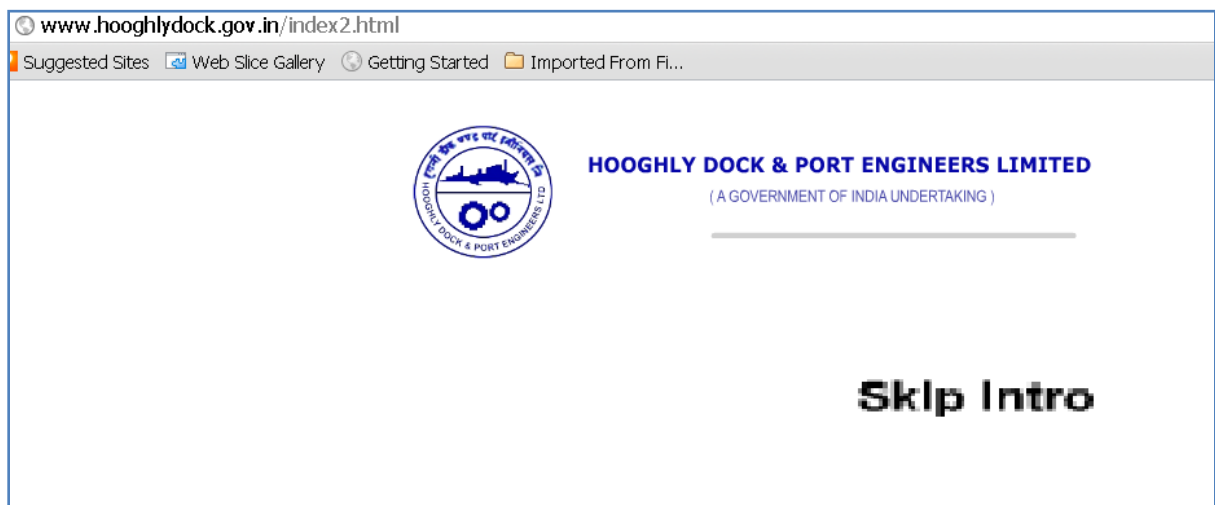 www.hooghlydock.gov.in/index2.html
Suggested Sites Web Slice Gallery Getting Started Imported From Fi...
HOOGHLY DOCK & PORT ENGINEERS LTD
HOOGHLY DOCK & PORT ENGINEERS LIMITED
( A GOVERNMENT OF INDIA UNDERTAKING )
Skip Intro